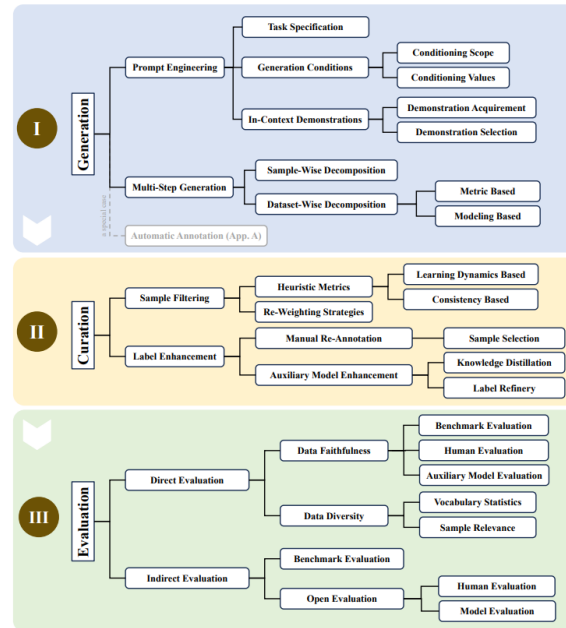 Task Specification
Prompt Engineering
Generation Conditions
Conditioning Scope
Conditioning Values
In-Context Demonstrations
Demonstration Acquirement
Demonstration Selection
I
Generation
Multi-Step Generation
Sample-Wise Decomposition
Dataset-Wise Decomposition
Metric Based
Modeling Based
a special case
Automatic Annotation (App. A)
II
Curation
Sample Filtering
Heuristic Metrics
Learning Dynamics Based
Consistency Based
Re-Weighting Strategies
Label Enhancement
Manual Re-Annotation
Sample Selection
Auxiliary Model Enhancement
Knowledge Distillation
Label Refinery
III
Evaluation
Direct Evaluation
Data Faithfulness
Benchmark Evaluation
Human Evaluation
Auxiliary Model Evaluation
Data Diversity
Vocabulary Statistics
Sample Relevance
Indirect Evaluation
Benchmark Evaluation
Open Evaluation
Human Evaluation
Model Evaluation